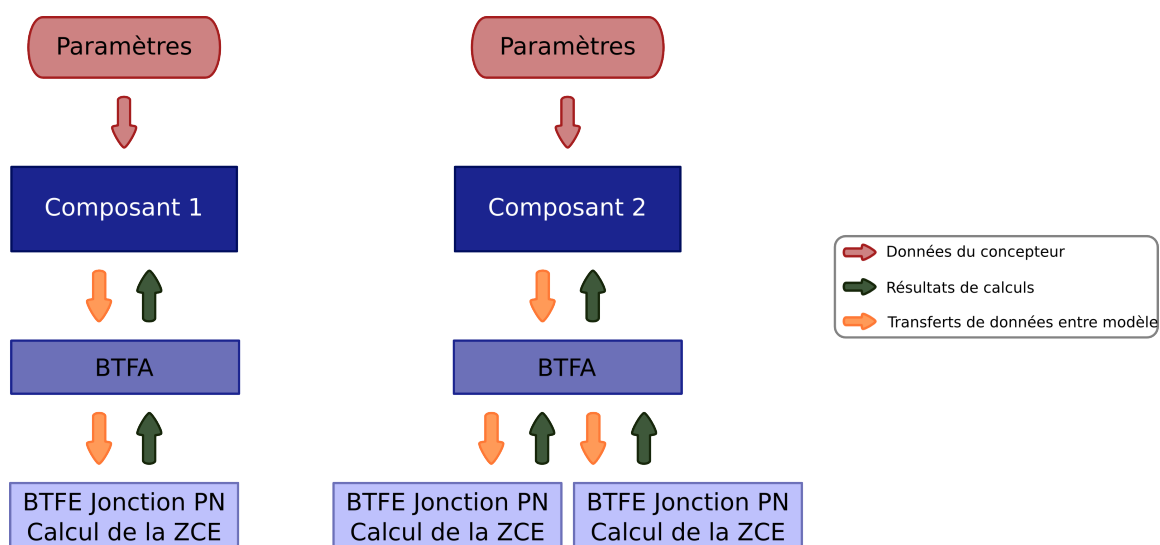 Paramètres
Paramètres
Composant 1
Composant 2
Données du concepteur
Résultats de calculs
Transferts de données entre modèle
BTFA
BTFA
BTFE Jonction PN
Calcul de la ZCE
BTFE Jonction PN
Calcul de la ZCE
BTFE Jonction PN
Calcul de la ZCE